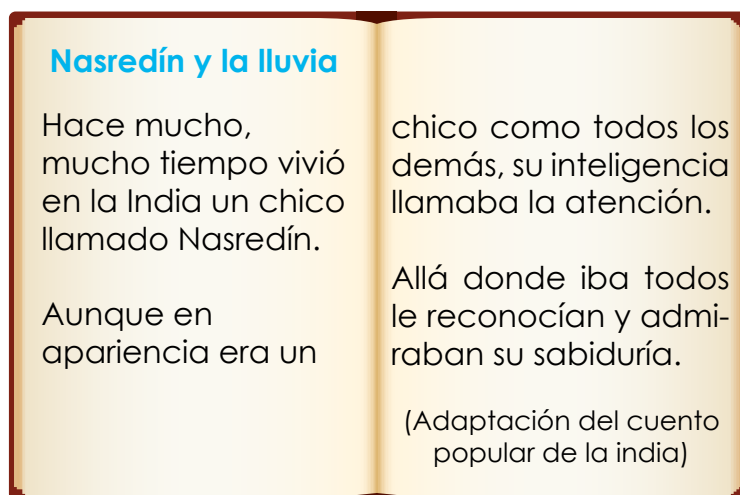 Nasredín y la lluvia
Hace mucho,
mucho tiempo vivió
en la India un chico
llamado Nasredín.
Aunque en
apariencia era un
chico como todos los
demás, su inteligencia
llamaba la atención.
Allá donde iba todos
le reconocían y admi-
raban su sabiduría.
(Adaptación del cuento
popular de la india)